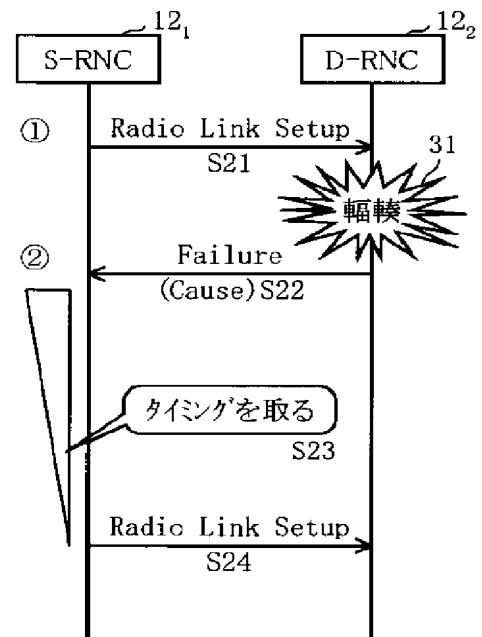 12₁
12₂
S-RNC
D-RNC
① Radio Link Setup
S21
31
輻輳
② Failure
(Cause)S22
タイミングを取る
S23
Radio Link Setup
S24